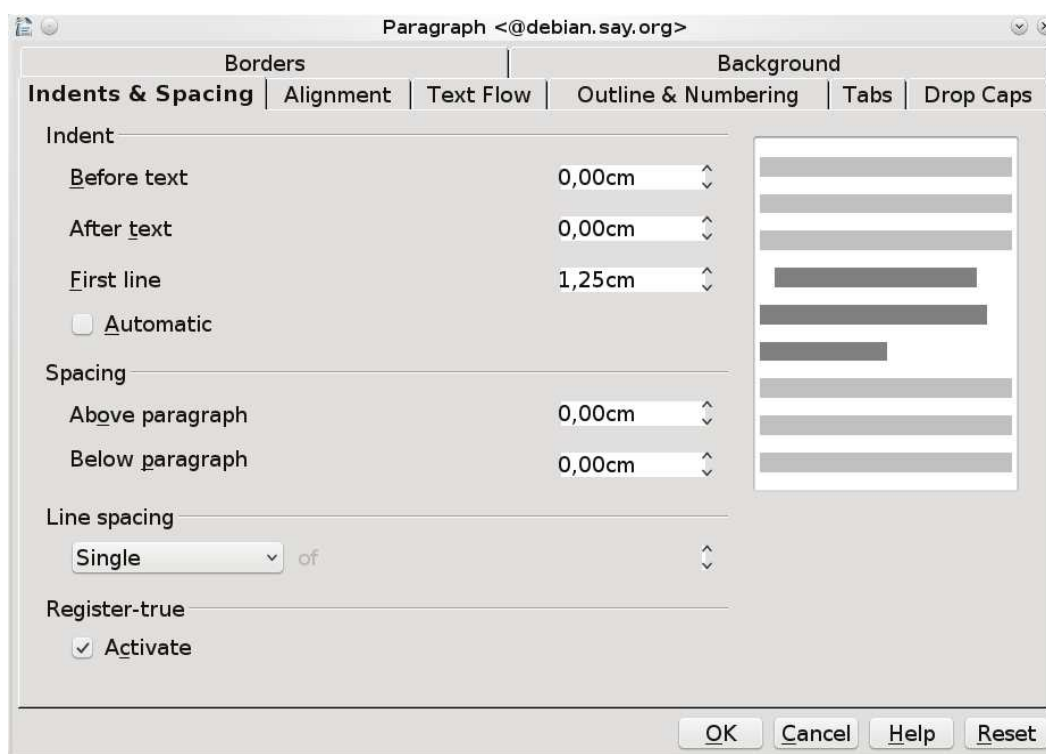 Paragraph <@debian.say.org>
Borders Background
Indents & Spacing Alignment Text Flow Outline & Numbering Tabs Drop Caps
Indent
Before text 0,00cm
After text 0,00cm
First line 1,25cm
Automatic
Spacing
Above paragraph 0,00cm
Below paragraph 0,00cm
Line spacing
Single of
Register-true
Activate
OK Cancel Help Reset